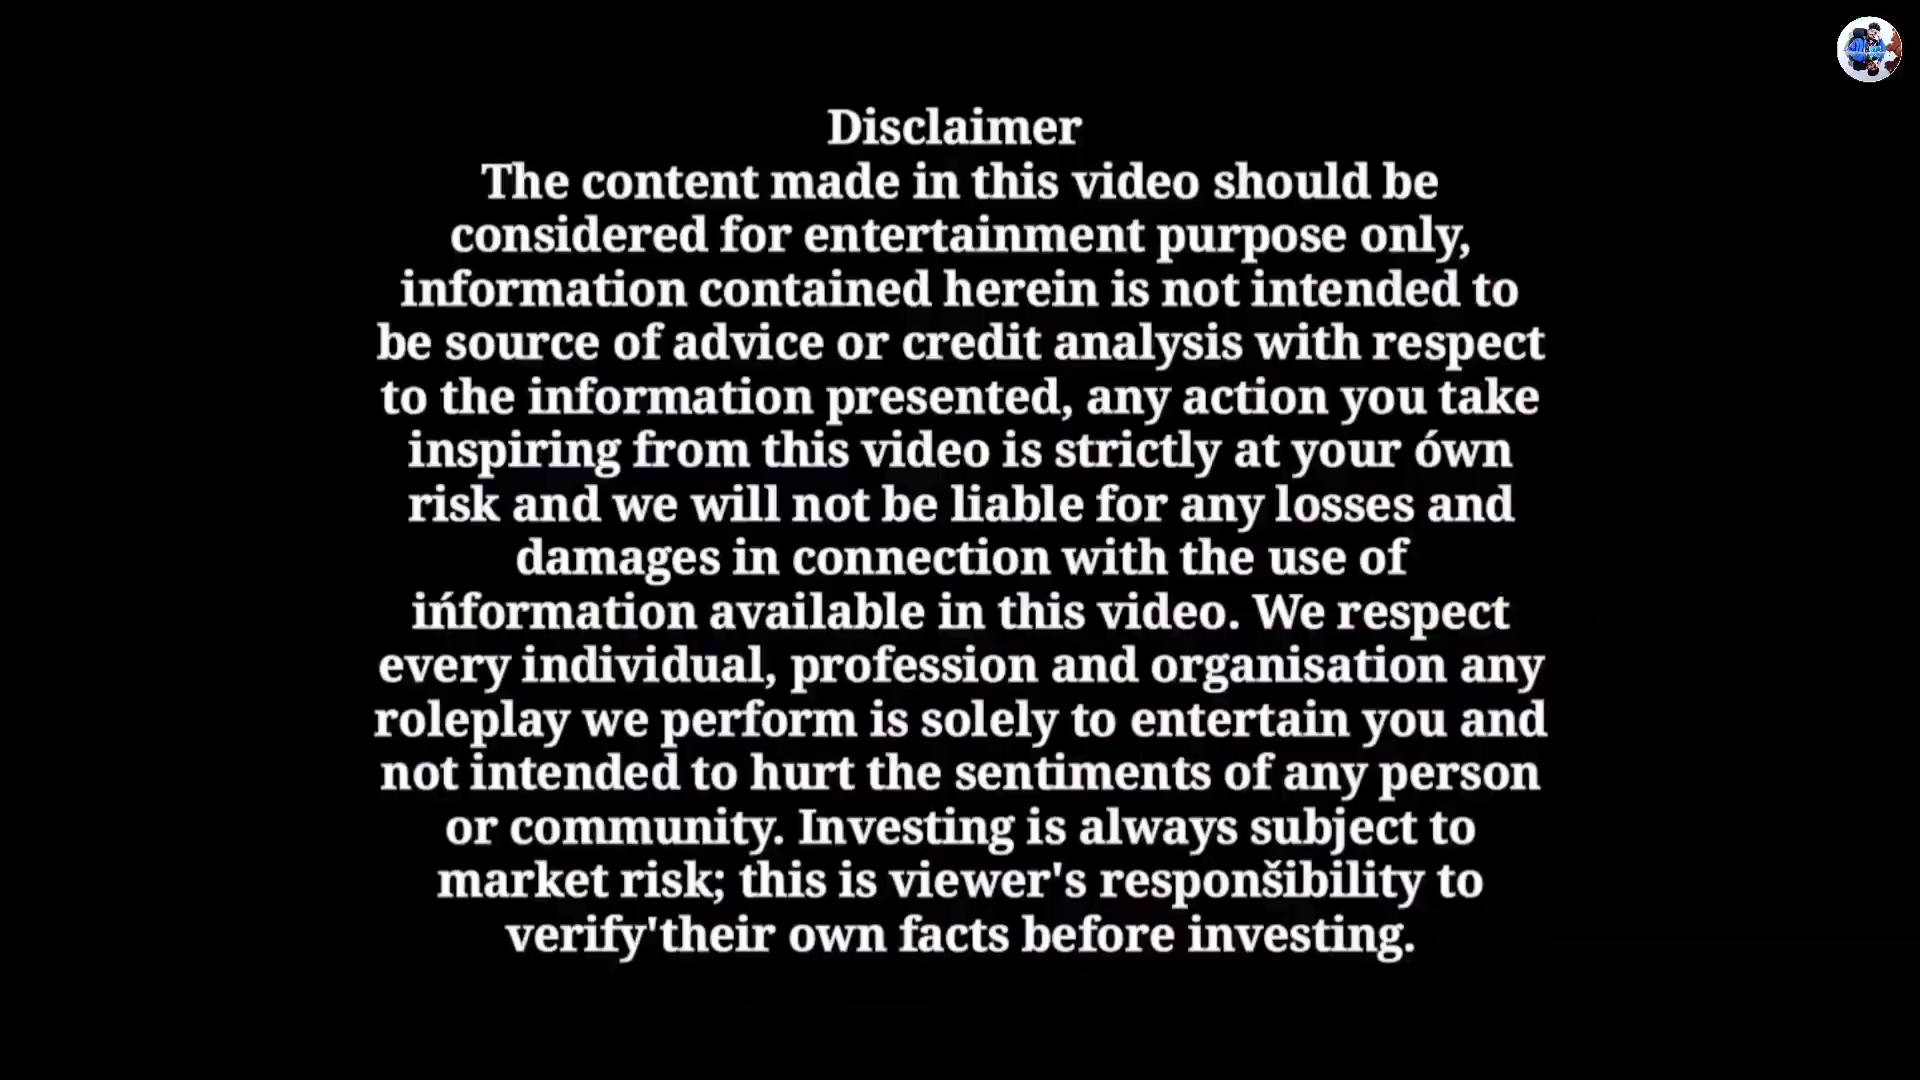 Disclaimer
The content made in this video should be
considered for entertainment purpose only,
information contained herein is not intended to
be source of advice or credit analysis with respect
to the information presented, any action you take
inspiring from this video is strictly at your ówn
risk and we will not be liable for any losses and
damages in connection with the use of
ińformation available in this video. We respect
every individual, profession and organisation any
roleplay we perform is solely to entertain you and
not intended to hurt the sentiments of any person
or community. Investing is always subject to
market risk; this is viewer's responšibility to
verify'their own facts before investing.